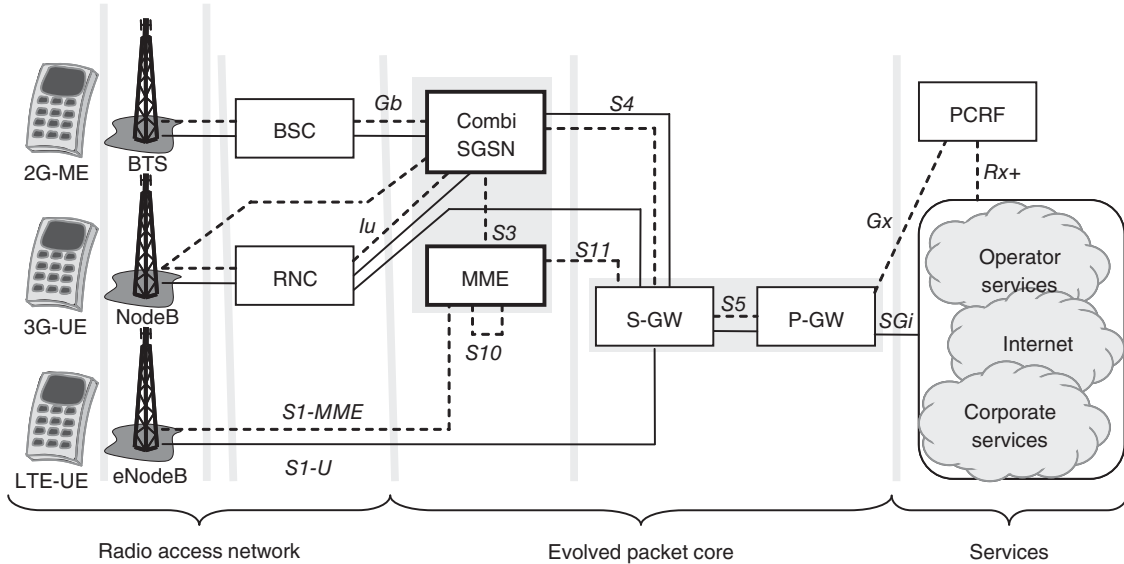 2G-ME
BTS
BSC
Gb
Combi
SGSN
S4
PCRF
Rx+
Gx
3G-UE
NodeB
RNC
Iu
S3
MME
S11
S10
S-GW
S5
P-GW
SGi
Operator
services
Internet
Corporate
services
LTE-UE
eNodeB
S1-MME
S1-U
Radio access network
Evolved packet core
Services